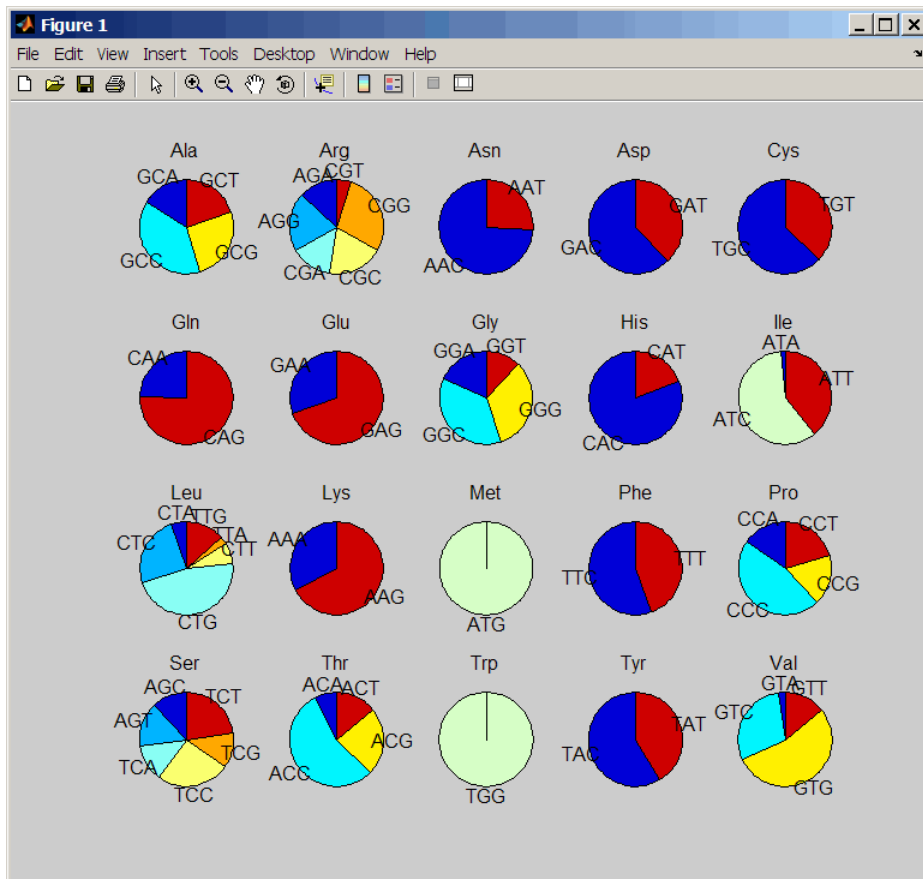 Figure 1
File Edit View Insert Tools Desktop Window Help
Ala Arg Asn Asp Cys
GCA GCT AGA CGT AAT GAT TGT
AGG CGG
GCC GCG AAC GAC TGC
CGA CGC
Gln Glu Gly His Ile
CAA GAA GGA GGT CAT ATA ATT
GGG ATC
CAG GAG GGC CAC
Leu Lys Met Phe Pro
CTA TTG AAA CCA CCT
CTC TTA TTT
CTT TTC CCG
AAG CCC
CTG ATG
Ser Thr Trp Tyr Val
AGC TCT ACA ACT GTA GTT
AGT ACG TAT GTC
TCG TAC
TCA ACC
TCC TGG GTG